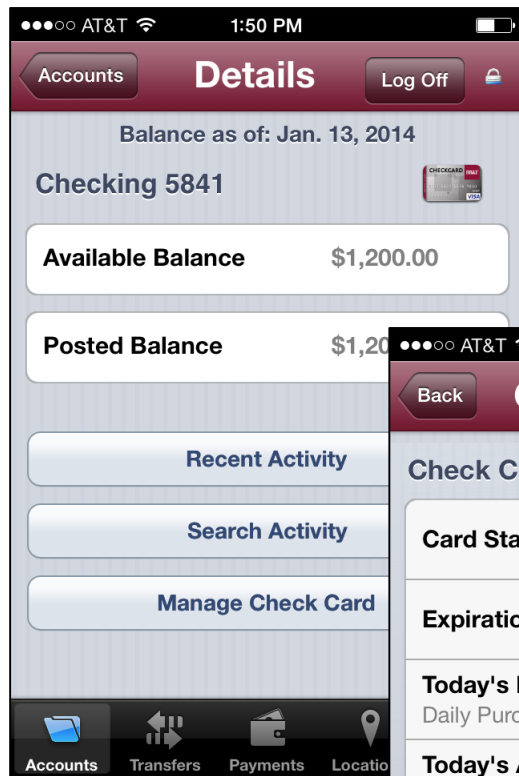 AT&T 1:50 PM
Accounts Details Log Off
Balance as of: Jan. 13, 2014
Checking 5841
CHECKCARD
VISA
Available Balance $1,200.00
Posted Balance $1,20
Recent Activity
Search Activity
Manage Check Card
Accounts Transfers Payments Locatio
AT&T
Back
Check C
Card Sta
Expiratio
Today's
Daily Purc
Today's